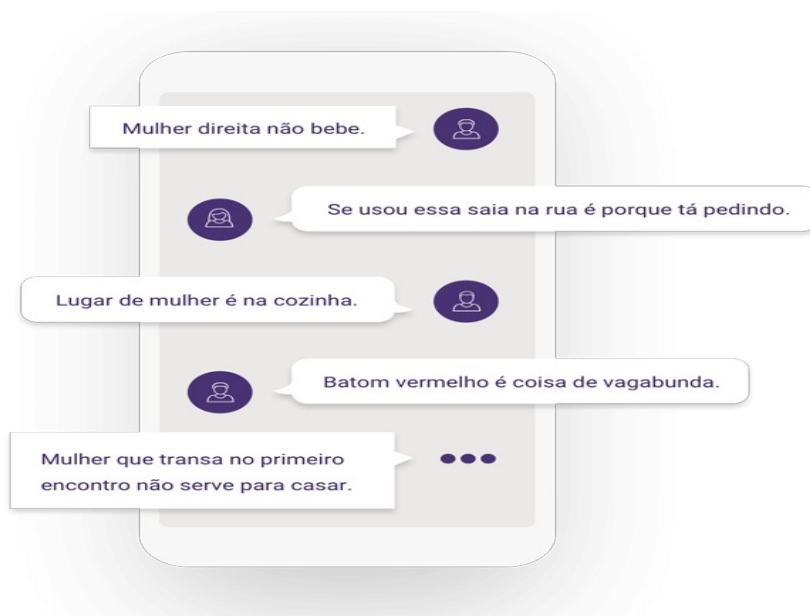 Mulher direita não bebe.
Se usou essa saia na rua é porque tá pedindo.
Lugar de mulher é na cozinha.
Batom vermelho é coisa de vagabunda.
Mulher que transa no primeiro
encontro não serve para casar.